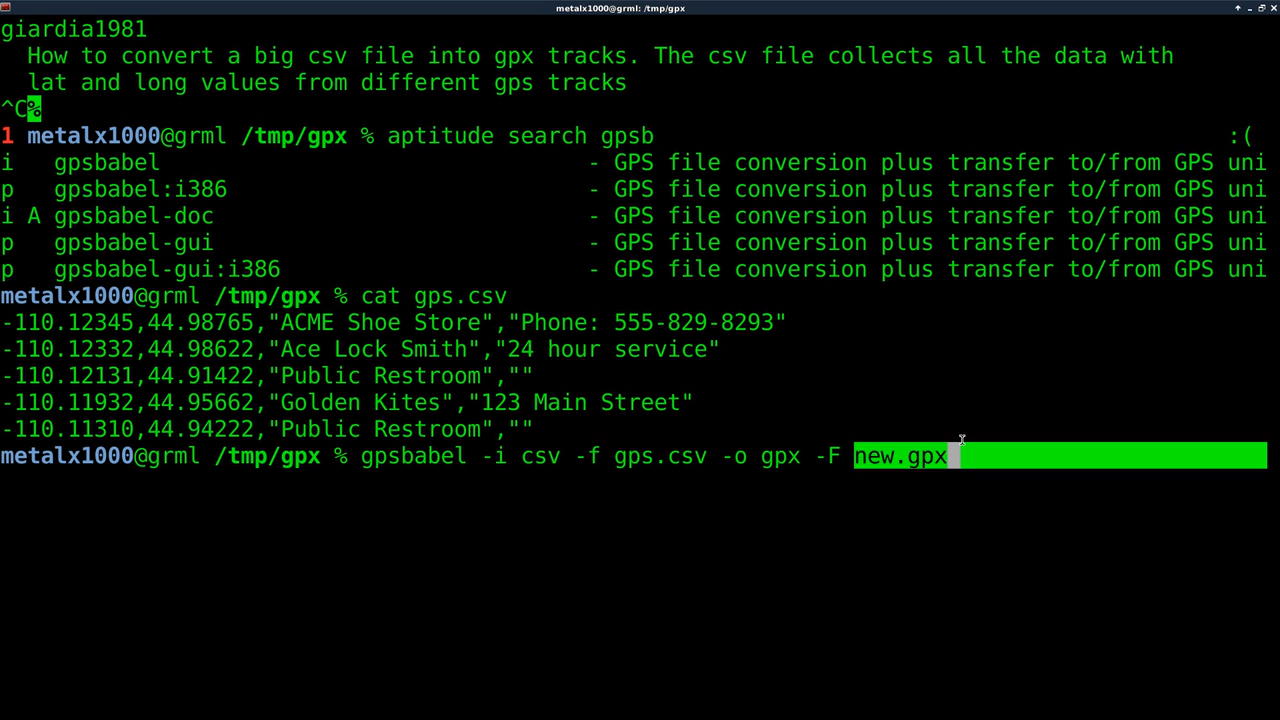 metalx1000@grml: /tmp/gpx
giardia1981
How to convert a big csv file into gpx tracks. The csv file collects all the data with
lat and long values from different gps tracks
^C%
1 metalx1000@grml /tmp/gpx % aptitude search gpsb :(
i gpsbabel - GPS file conversion plus transfer to/from GPS uni
p gpsbabel:i386 - GPS file conversion plus transfer to/from GPS uni
i A gpsbabel-doc - GPS file conversion plus transfer to/from GPS uni
p gpsbabel-gui - GPS file conversion plus transfer to/from GPS uni
p gpsbabel-gui:i386 - GPS file conversion plus transfer to/from GPS uni
metalx1000@grml /tmp/gpx % cat gps.csv
-110.12345,44.98765,"ACME Shoe Store","Phone: 555-829-8293"
-110.12332,44.98622,"Ace Lock Smith","24 hour service"
-110.12131,44.91422,"Public Restroom",""
-110.11932,44.95662,"Golden Kites","123 Main Street"
-110.11310,44.94222,"Public Restroom",""
metalx1000@grml /tmp/gpx % gpsbabel -i csv -f gps.csv -o gpx -F new.gpx